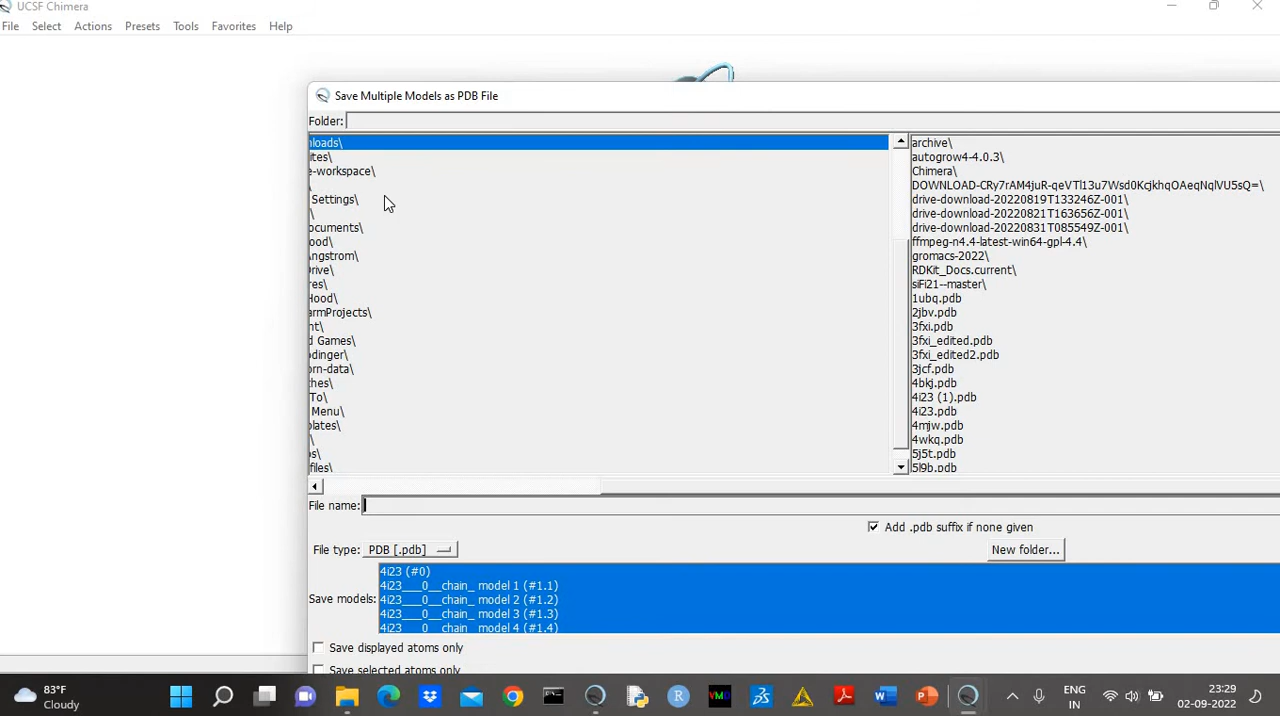 UCSF Chimera
File Select Actions Presets Tools Favorites Help
Save Multiple Models as PDB File
Folder:
nloads\
ites\
e-workspace\
\
Settings\
\
ocuments\
ood\
Angstrom\
Drive\
res\
Hood\
armProjects\
nt\
d Games\
odinger\
orn-data\
ches\
To\
Menu\
plates\
\
os\
files\
archive\
autogrow4-4.0.3\
Chimera\
DOWNLOAD-CRy7rAM4juR-qeVTl13u7Wsd0KcjkhqOAeqNqlVU5sQ=\
drive-download-20220819T133246Z-001\
drive-download-20220821T163656Z-001\
drive-download-20220831T085549Z-001\
ffmpeg-n4.4-latest-win64-gpl-4.4\
gromacs-2022\
RDKit_Docs.current\
siFi21--master\
1ubq.pdb
2jbv.pdb
3fxi.pdb
3fxi_edited.pdb
3fxi_edited2.pdb
3jcf.pdb
4bkj.pdb
4i23 (1).pdb
4i23.pdb
4mjw.pdb
4wkq.pdb
5j5t.pdb
5l9b.pdb
File name:
Add .pdb suffix if none given
File type: PDB [.pdb]
New folder...
Save models:
4i23 (#0)
4i23___0__chain_ model 1 (#1.1)
4i23___0__chain_ model 2 (#1.2)
4i23___0__chain_ model 3 (#1.3)
4i23___0__chain_ model 4 (#1.4)
Save displayed atoms only
Save selected atoms only
83°F
Cloudy
VMD
ENG
IN
23:29
02-09-2022